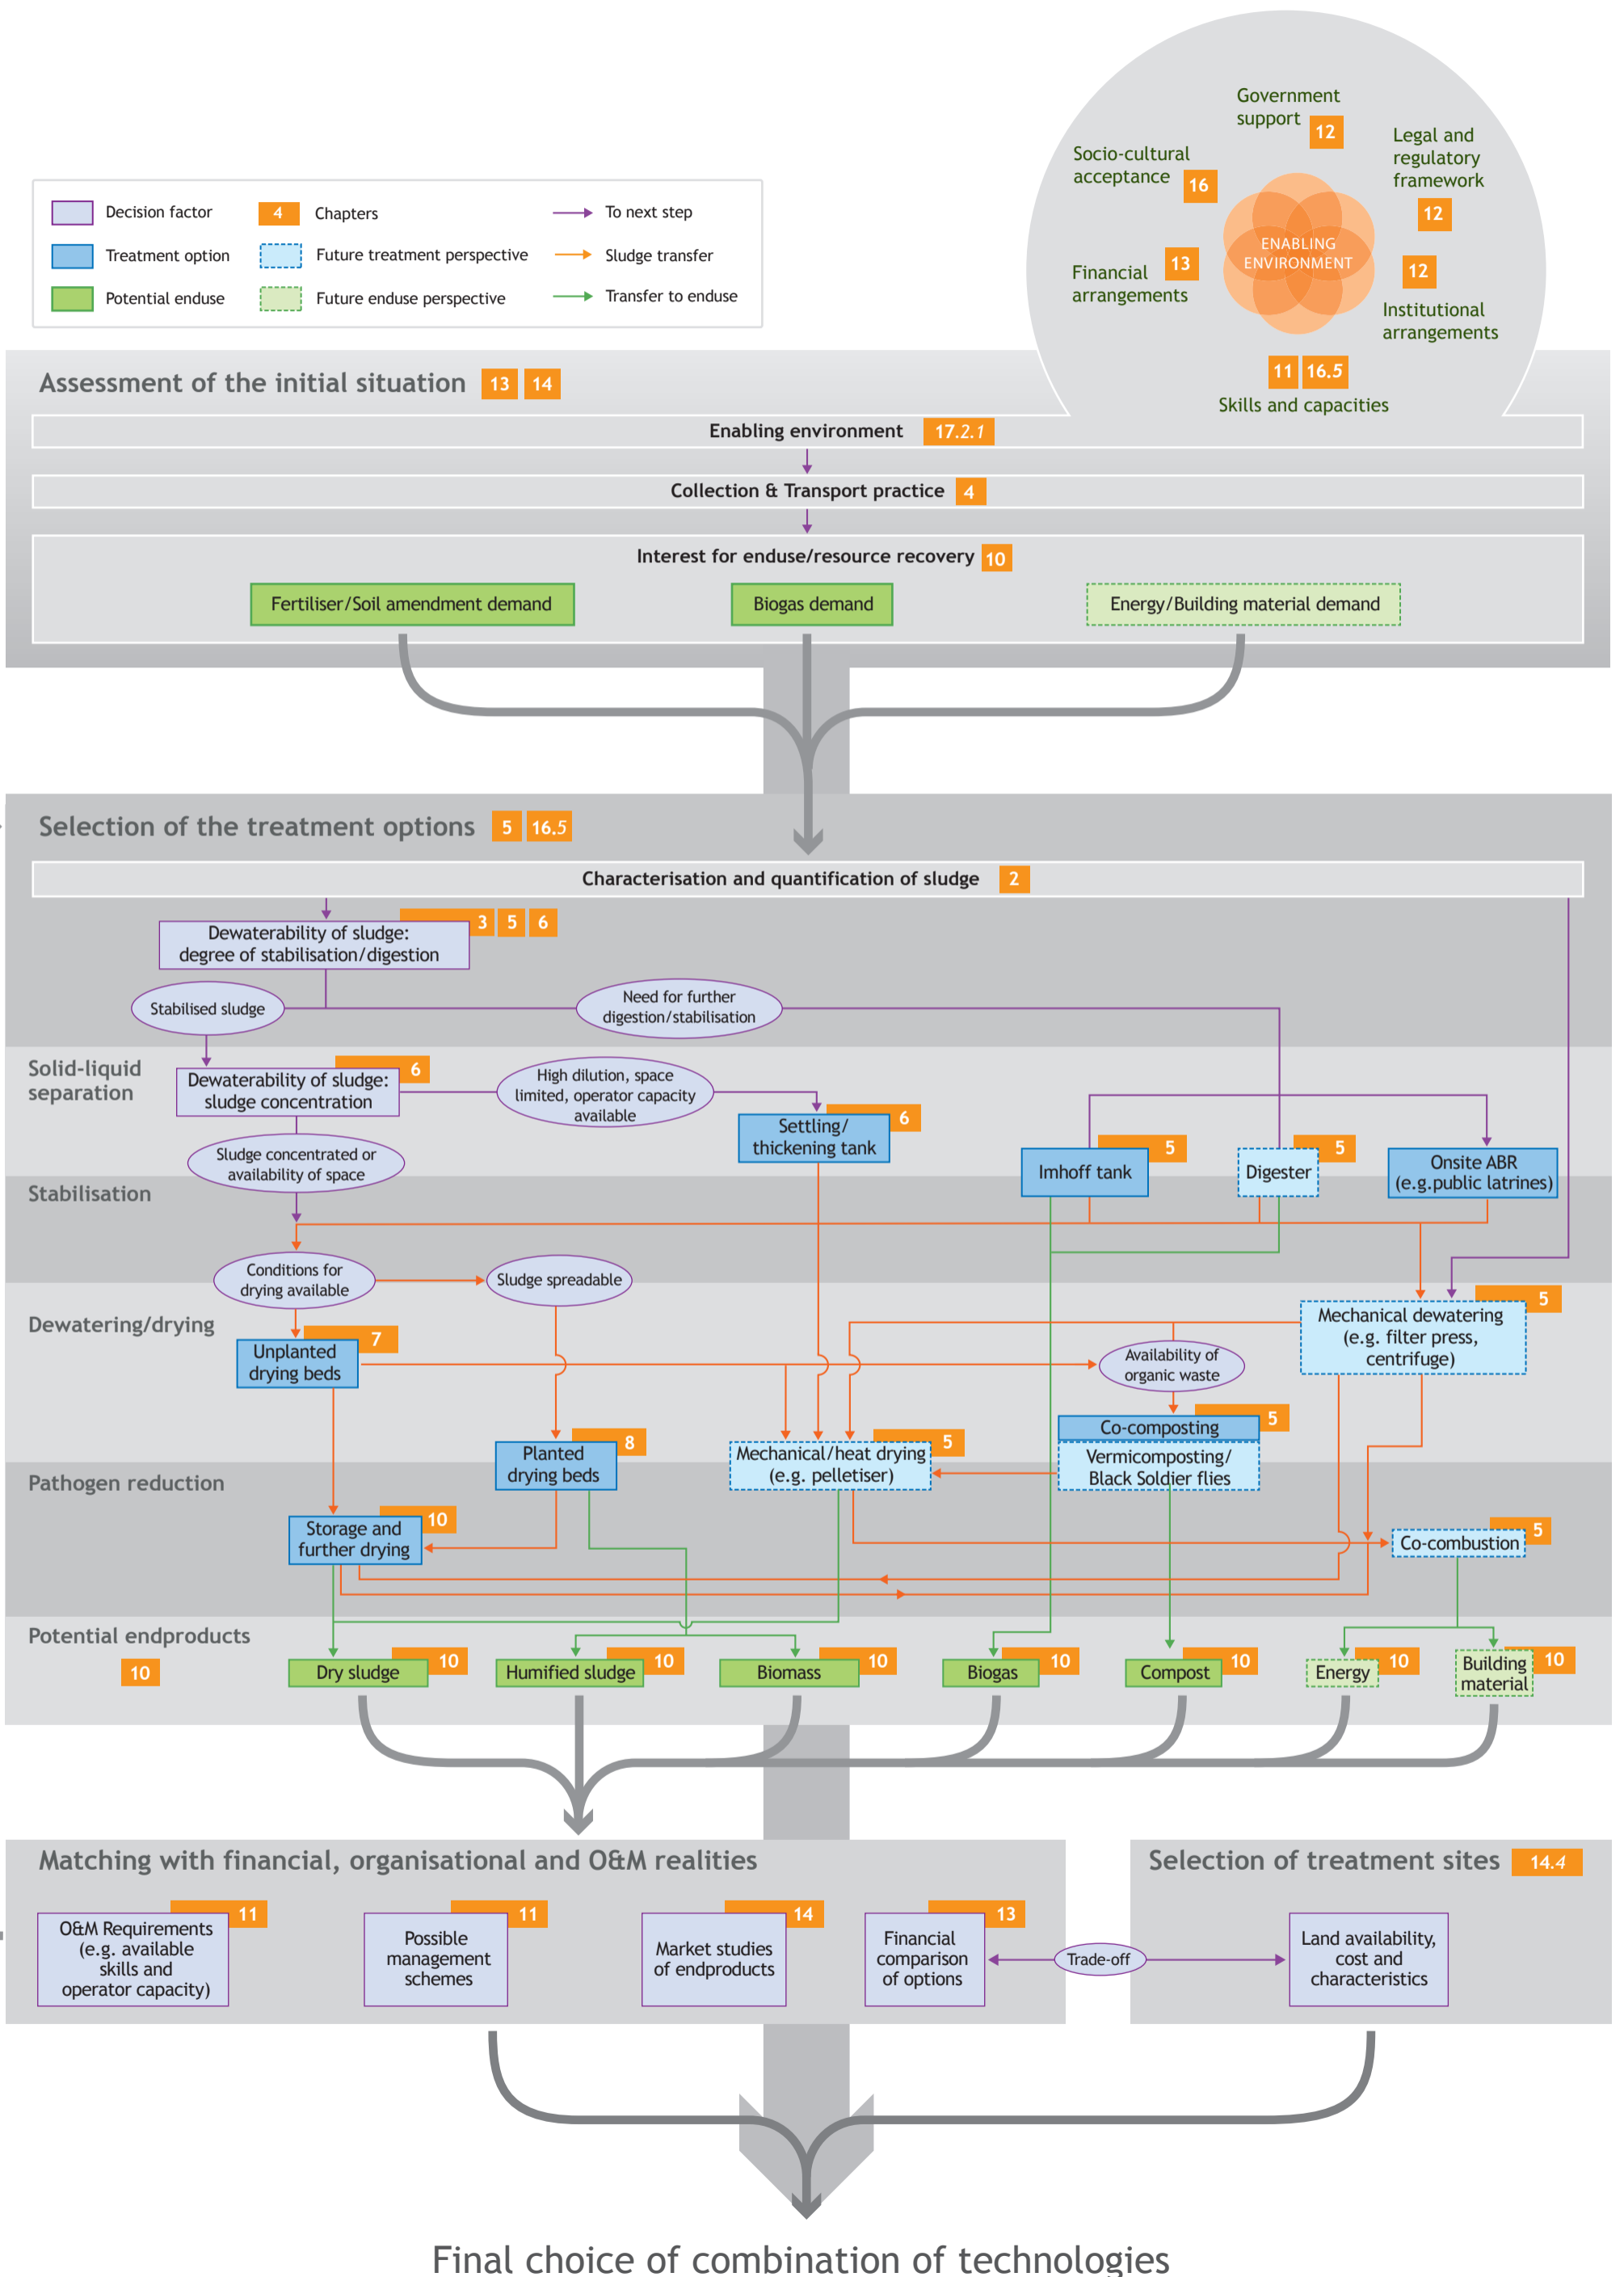 Government
support
12
Legal and
regulatory
framework
12
Socio-cultural
acceptance
16
ENABLING
ENVIRONMENT
Financial
arrangements
13
12
Institutional
arrangements
11 16.5
Skills and capacities
Decision factor
4 Chapters
To next step
Treatment option
Future treatment perspective
Sludge transfer
Potential enduse
Future enduse perspective
Transfer to enduse
Assessment of the initial situation 13 14
Enabling environment 17.2.1
Collection & Transport practice 4
Interest for enduse/resource recovery 10
Fertiliser/Soil amendment demand
Biogas demand
Energy/Building material demand
Selection of the treatment options 5 16.5
Characterisation and quantification of sludge 2
3 5 6
Dewaterability of sludge:
degree of stabilisation/digestion
Stabilised sludge
Need for further
digestion/stabilisation
Solid-liquid
separation
6
Dewaterability of sludge:
sludge concentration
High dilution, space
limited, operator capacity
available
6
Settling/
thickening tank
Sludge concentrated or
availability of space
5
Imhoff tank
5
Digester
Onsite ABR
(e.g.public latrines)
Stabilisation
Conditions for
drying available
Sludge spreadable
Dewatering/drying
7
Unplanted
drying beds
5
Mechanical dewatering
(e.g. filter press,
centrifuge)
Availability of
organic waste
8
Planted
drying beds
5
Mechanical/heat drying
(e.g. pelletiser)
5
Co-composting
Vermicomposting/
Black Soldier flies
Pathogen reduction
10
Storage and
further drying
5
Co-combustion
Potential endproducts
10
Dry sludge 10
Humified sludge 10
Biomass 10
Biogas 10
Compost 10
Energy 10
Building
material
10
Matching with financial, organisational and O&M realities
11
O&M Requirements
(e.g. available
skills and
operator capacity)
11
Possible
management
schemes
14
Market studies
of endproducts
13
Financial
comparison
of options
Trade-off
Selection of treatment sites 14.4
Land availability,
cost and
characteristics
Final choice of combination of technologies